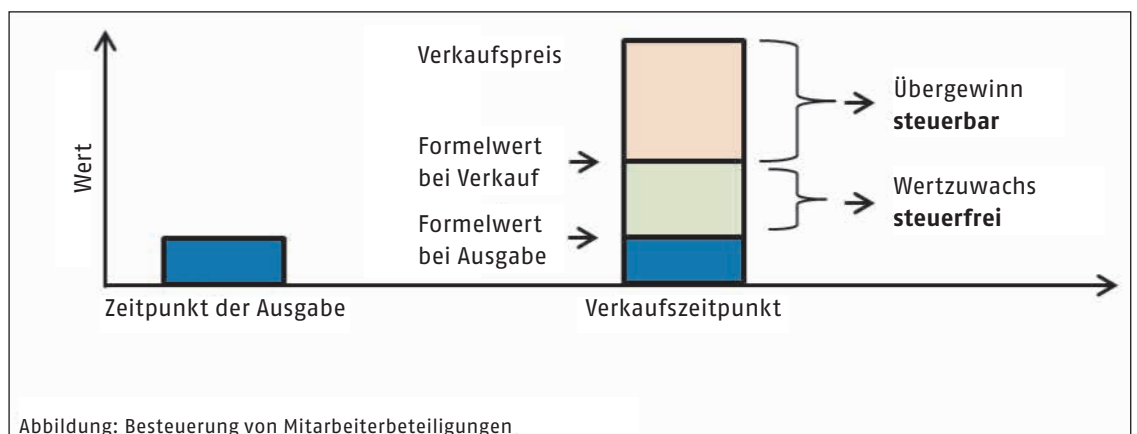 Verkaufspreis
Übergewinn
steuerbar
Formelwert
bei Verkauf
Wert
Wertzuwachs
steuerfrei
Formelwert
bei Ausgabe
Zeitpunkt der Ausgabe
Verkaufszeitpunkt
Abbildung: Besteuerung von Mitarbeiterbeteiligungen